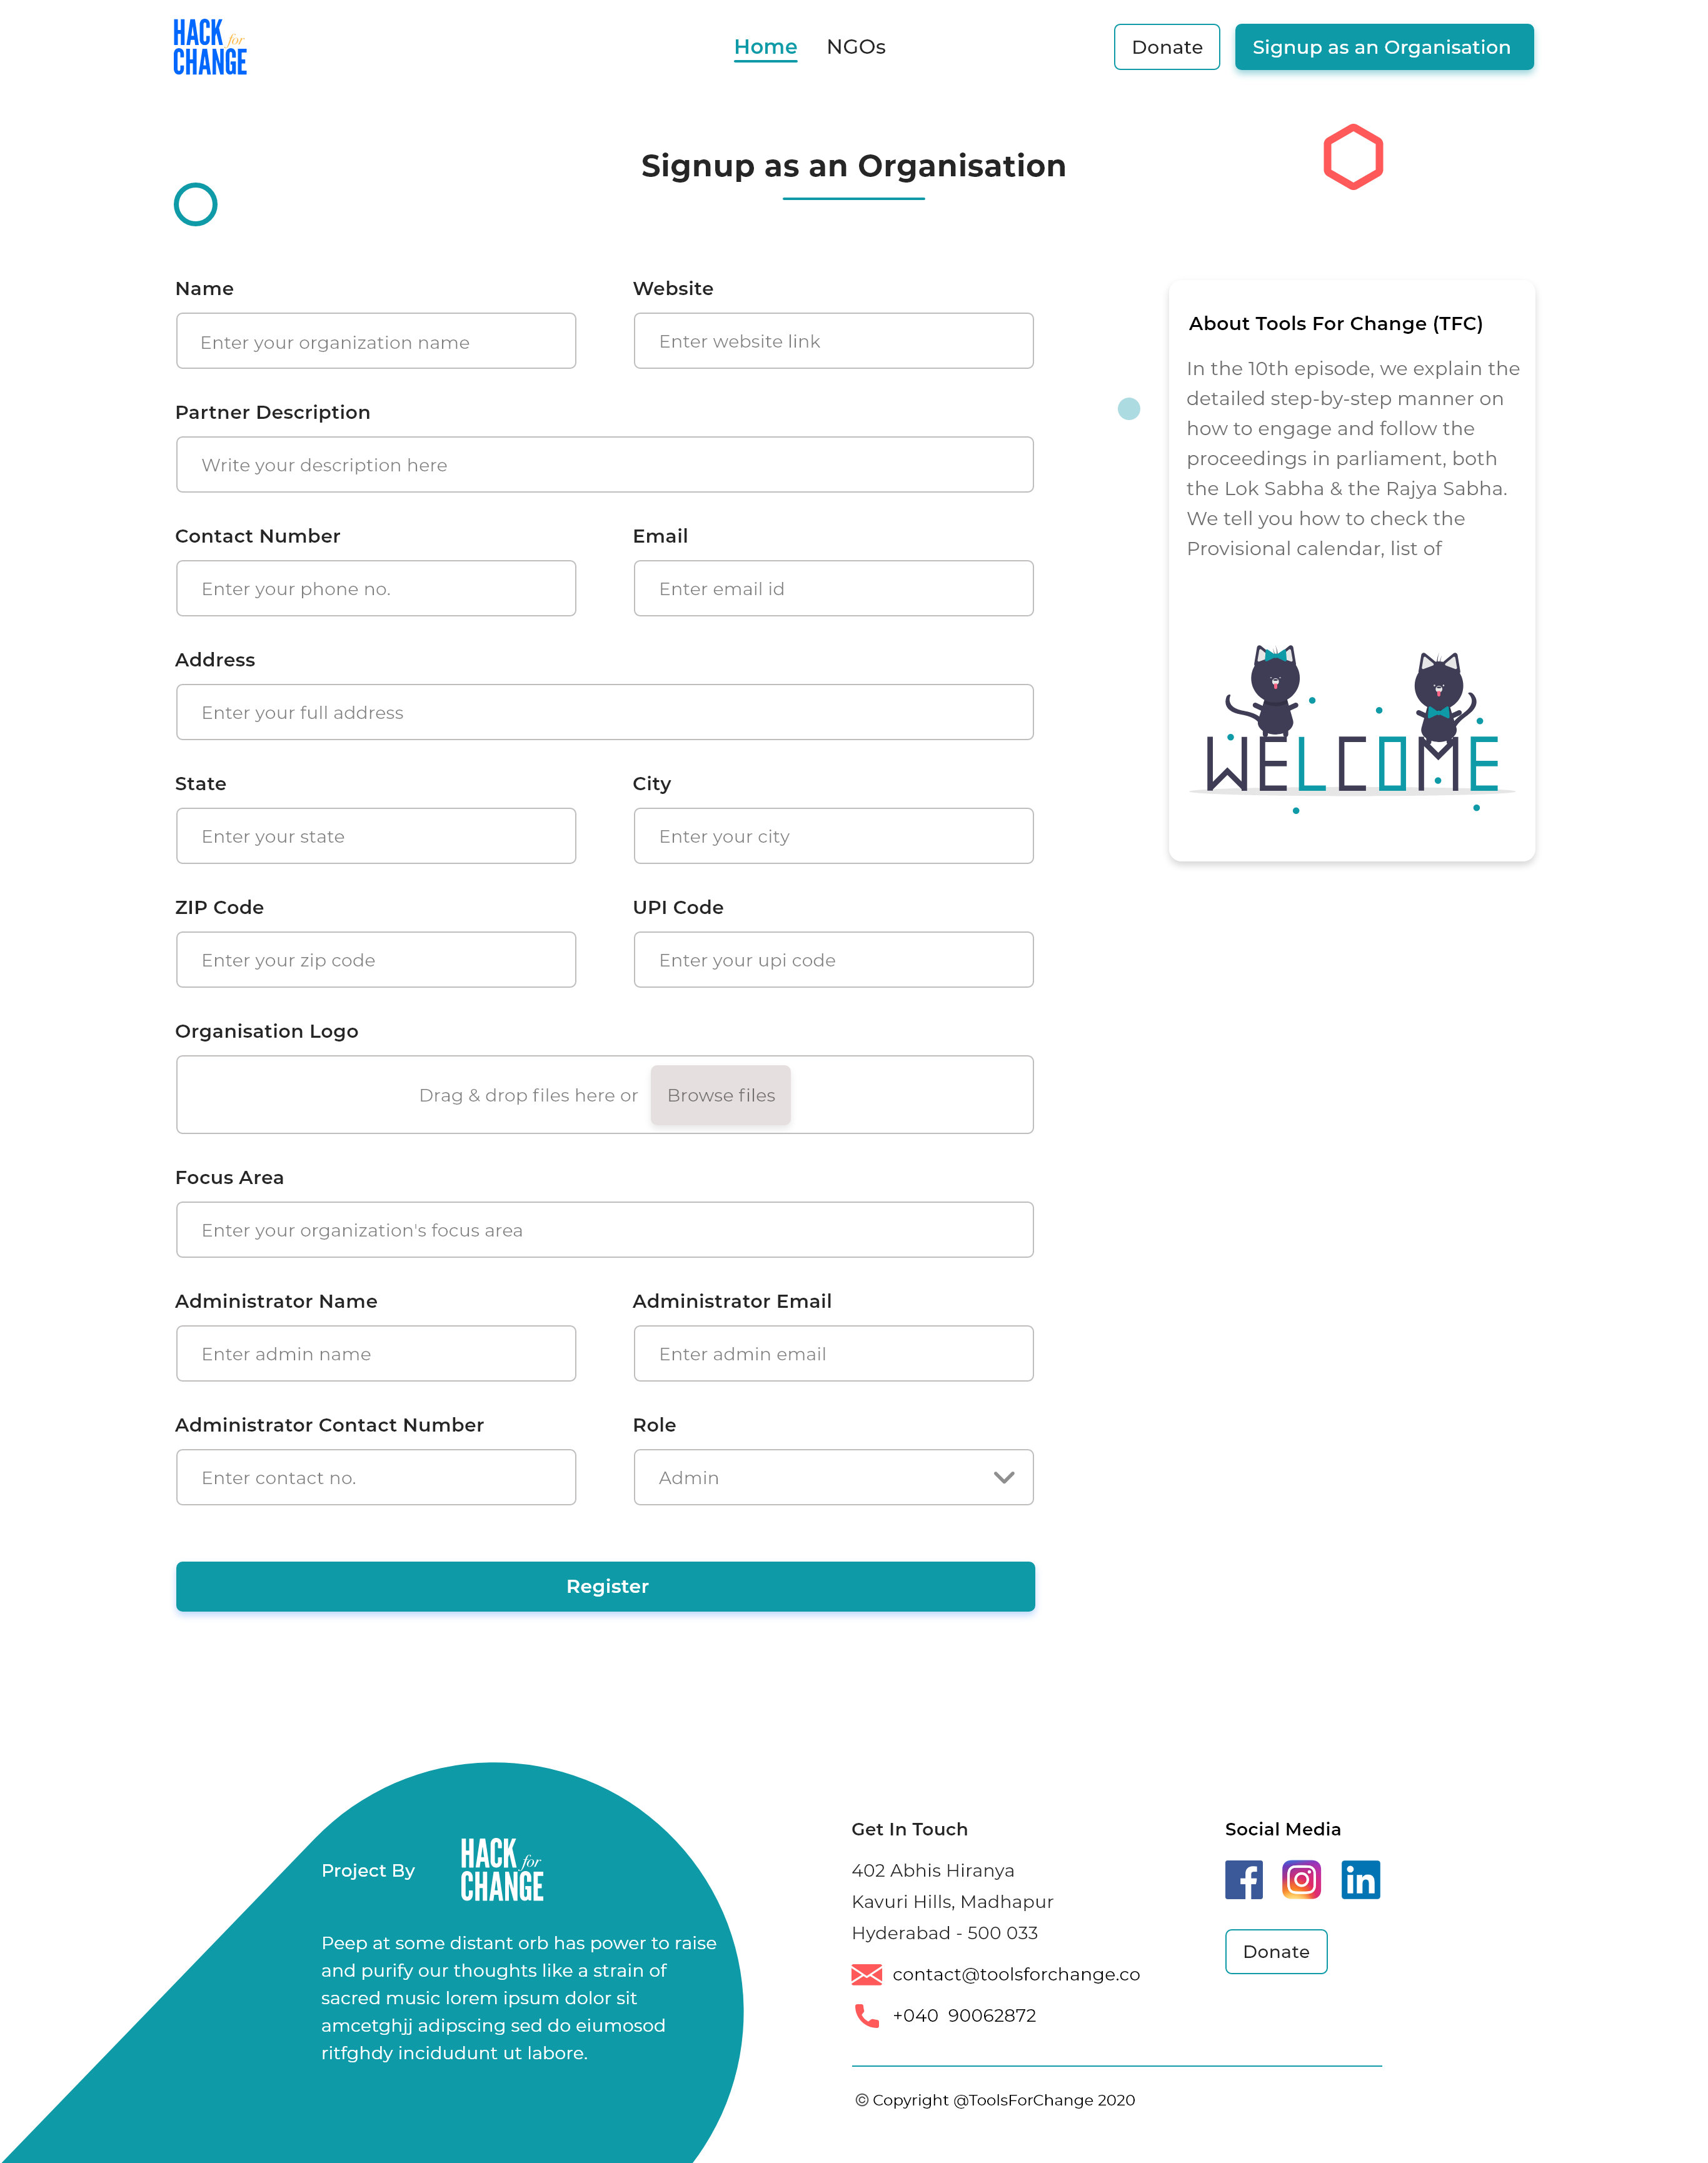 HACK for
CHANGE
Home
NGOs
Donate
Signup as an Organisation
Signup as an Organisation
Name
Website
Enter your organization name
Enter website link
Partner Description
Write your description here
Contact Number
Email
Enter your phone no.
Enter email id
Address
Enter your full address
State
City
Enter your state
Enter your city
ZIP Code
UPI Code
Enter your zip code
Enter your upi code
Organisation Logo
Drag & drop files here or
Browse files
Focus Area
Enter your organization's focus area
Administrator Name
Administrator Email
Enter admin name
Enter admin email
Administrator Contact Number
Role
Enter contact no.
Admin
Register
About Tools For Change (TFC)
In the 10th episode, we explain the
detailed step-by-step manner on
how to engage and follow the
proceedings in parliament, both
the Lok Sabha & the Rajya Sabha.
We tell you how to check the
Provisional calendar, list of
WELCOME
Project By
HACK for
CHANGE
Peep at some distant orb has power to raise
and purify our thoughts like a strain of
sacred music lorem ipsum dolor sit
amcetghjj adipscing sed do eiumosod
ritfghdy incidudunt ut labore.
Get In Touch
402 Abhis Hiranya
Kavuri Hills, Madhapur
Hyderabad - 500 033
contact@toolsforchange.co
+040  90062872
Social Media
f
in
Donate
© Copyright @ToolsForChange 2020